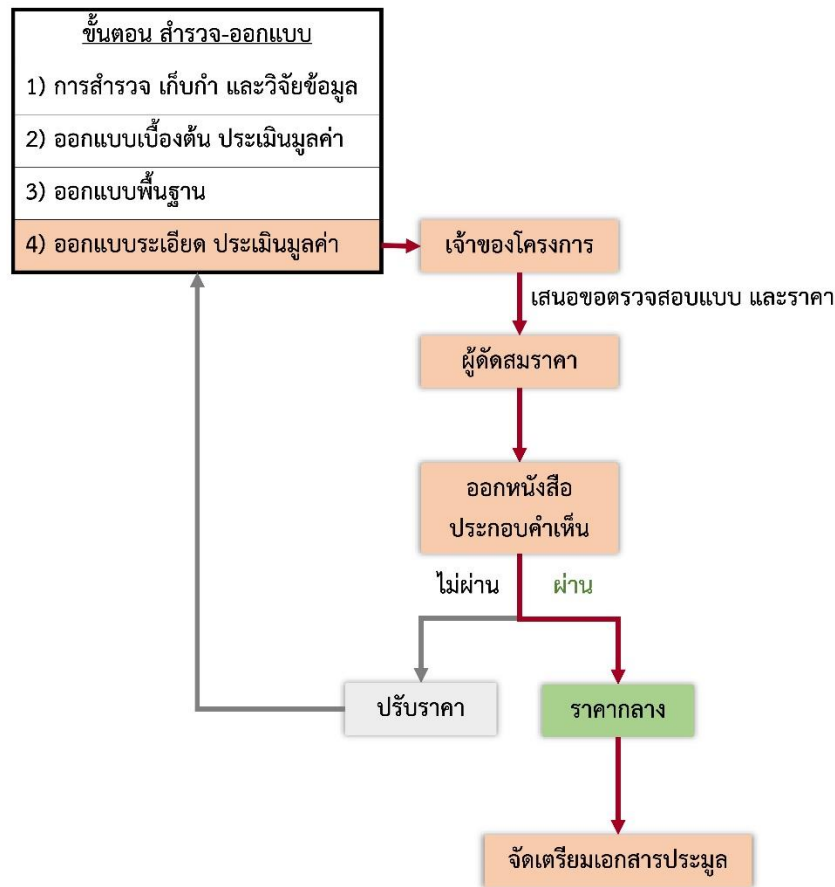 ขั้นตอน สำรวจ-ออกแบบ
1) การสำรวจ เก็บกำ และวิจัยข้อมูล
2) ออกแบบเบื้องต้น ประเมินมูลค่า
3) ออกแบบพื้นฐาน
4) ออกแบบระเอียด ประเมินมูลค่า
เจ้าของโครงการ
เสนอขอตรวจสอบแบบ และราคา
ผู้ดัดสมราคา
ออกหนังสือ
ประกอบคำเห็น
ไม่ผ่าน
ผ่าน
ปรับราคา
ราคากลาง
จัดเตรียมเอกสารประมูล